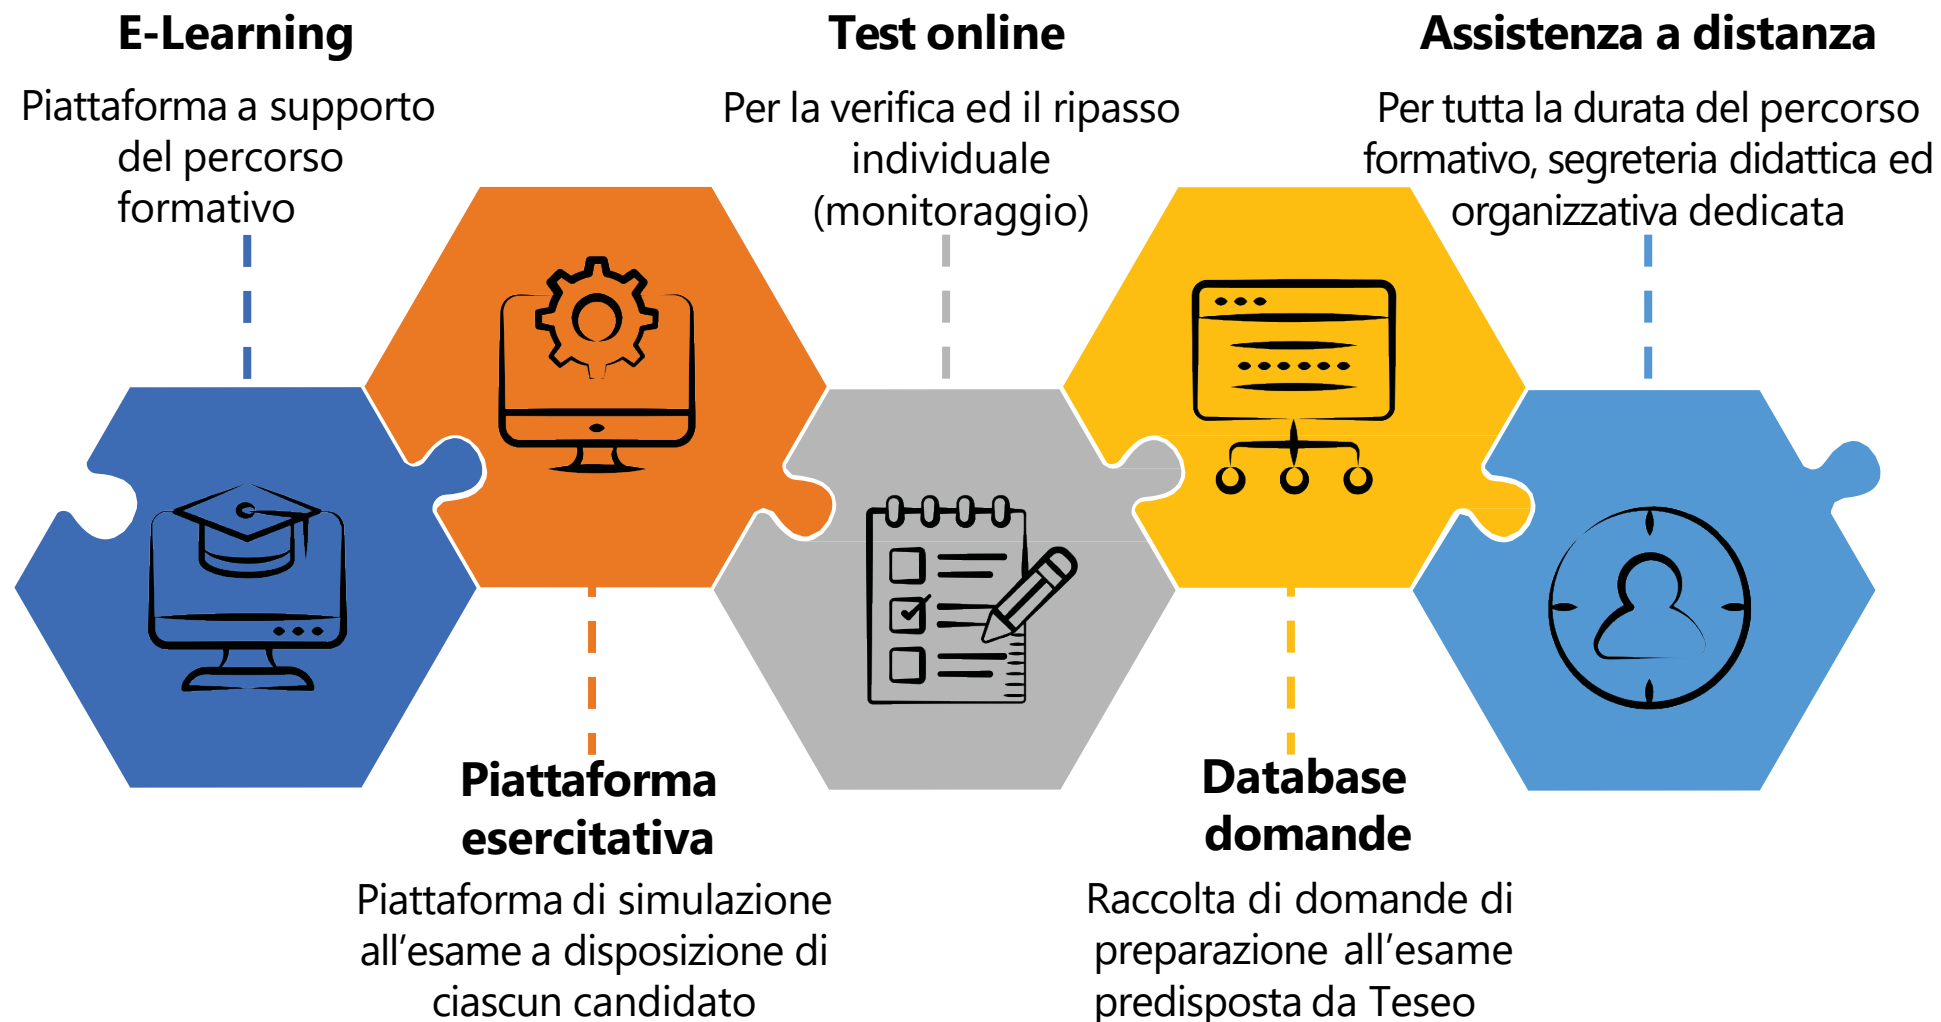 E-Learning
Piattaforma a supporto
del percorso
formativo
Test online
Per la verifica ed il ripasso
individuale
(monitoraggio)
Assistenza a distanza
Per tutta la durata del percorso
formativo, segreteria didattica ed
organizzativa dedicata
Piattaforma
esercitativa
Piattaforma di simulazione
all’esame a disposizione di
ciascun candidato
Database
domande
Raccolta di domande di
preparazione all’esame
predisposta da Teseo